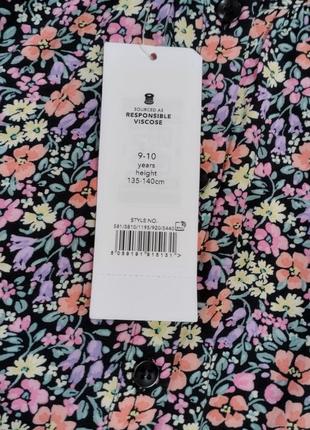 SOURCED AS
RESPONSIBLE
VISCOSE
9-10
years
height
135-140cm
STYLE NO.